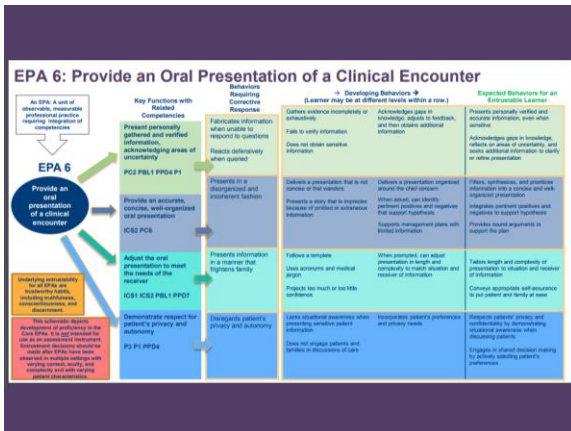 EPA 6: Provide an Oral Presentation of a Clinical Encounter
An EPA: A unit of
observable, measurable
professional practice
requiring integration of
competencies
EPA 6
Provide an
oral
presentation
of a clinical
encounter
Underlying entrustability
for all EPAs are
trustworthy habits,
including truthfulness,
conscientiousness, and
discernment.
This schematic depicts
development of proficiency in the
Core EPAs. It is not intended for
use as an assessment instrument.
Entrustment decisions should be
made after EPAs have been
observed in multiple settings with
varying context, acuity, and
complexity and with varying
patient characteristics.
Key Functions with
Related
Competencies
Present personally
gathered and verified
information,
acknowledging areas of
uncertainty
PC2 PBL1 PPD4 P1
Provide an accurate,
concise, well-organized
oral presentation
ICS2 PC6
Adjust the oral
presentation to meet
the needs of the
receiver
ICS1 ICS2 PBL1 PPD7
Demonstrate respect for
patient's privacy and
autonomy
P3 P1 PPD4
Behaviors
Requiring
Corrective
Response
Fabricates information
when unable to
respond to questions
Reacts defensively
when queried
Presents in a
disorganized and
incoherent fashion
Presents information
in a manner that
frightens family
Disregards patient's
privacy and autonomy
→ Developing Behaviors →
(Learner may be at different levels within a row.)
Gathers evidence incompletely or
exhaustively
Fails to verify information
Does not obtain sensitive
information
Acknowledges gaps in
knowledge, adjusts to feedback,
and then obtains additional
information
Delivers a presentation that is not
concise or that wanders
Presents a story that is imprecise
because of omitted or extraneous
information
Delivers a presentation organized
around the chief concern
When asked, can identify
pertinent positives and negatives
that support hypothesis
Supports management plans with
limited information
Follows a template
Uses acronyms and medical
jargon
Projects too much or too little
confidence
When prompted, can adjust
presentation in length and
complexity to match situation and
receiver of information
Lacks situational awareness when
presenting sensitive patient
information
Does not engage patients and
families in discussions of care
Incorporates patient's preferences
and privacy needs
Expected Behaviors for an
Entrustable Learner
Presents personally verified and
accurate information, even when
sensitive
Acknowledges gaps in knowledge,
reflects on areas of uncertainty, and
seeks additional information to clarify
or refine presentation
Filters, synthesizes, and prioritizes
information into a concise and well-
organized presentation
Integrates pertinent positives and
negatives to support hypothesis
Provides sound arguments to
support the plan
Tailors length and complexity of
presentation to situation and receiver
of information
Conveys appropriate self-assurance
to put patient and family at ease
Respects patients' privacy and
confidentiality by demonstrating
situational awareness when
discussing patients
Engages in shared decision making
by actively soliciting patient's
preferences